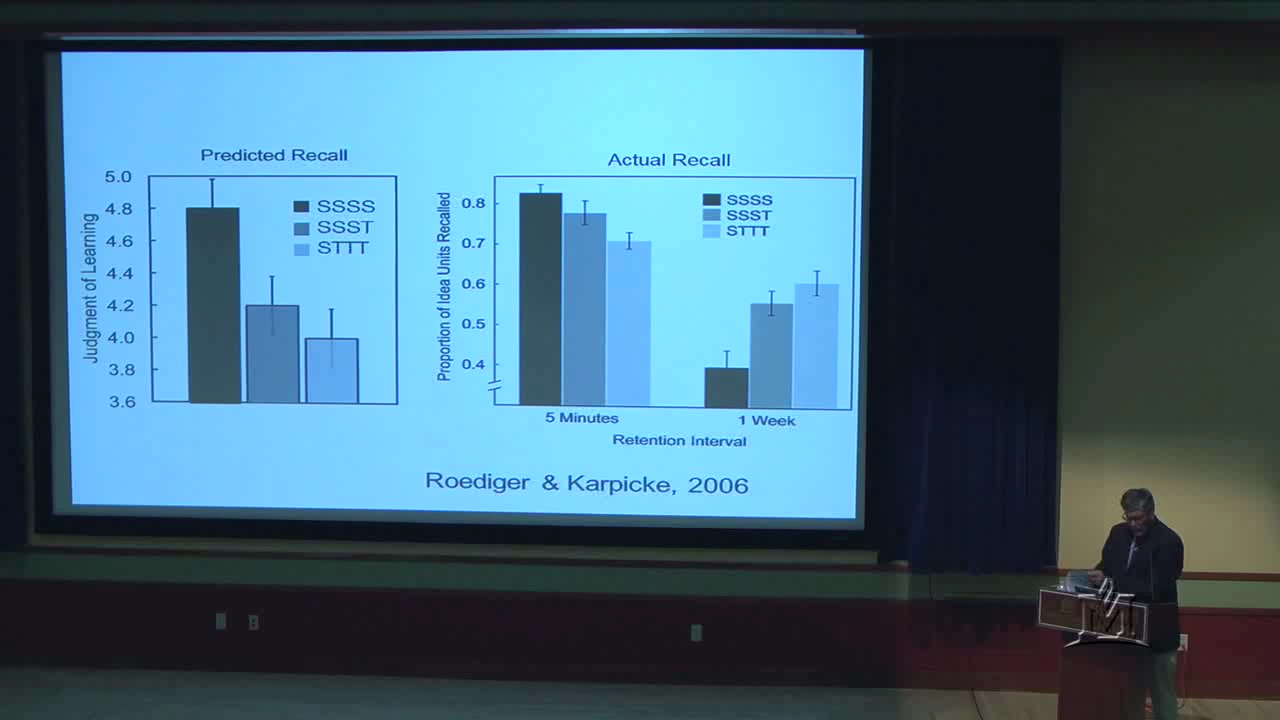 Predicted Recall
Judgment of Learning
5.0
4.8
4.6
4.4
4.2
4.0
3.8
3.6
SSSS
SSST
STTT
Actual Recall
Proportion of Idea Units Recalled
0.8
0.7
0.6
0.5
0.4
SSSS
SSST
STTT
5 Minutes
1 Week
Retention Interval
Roediger & Karpicke, 2006